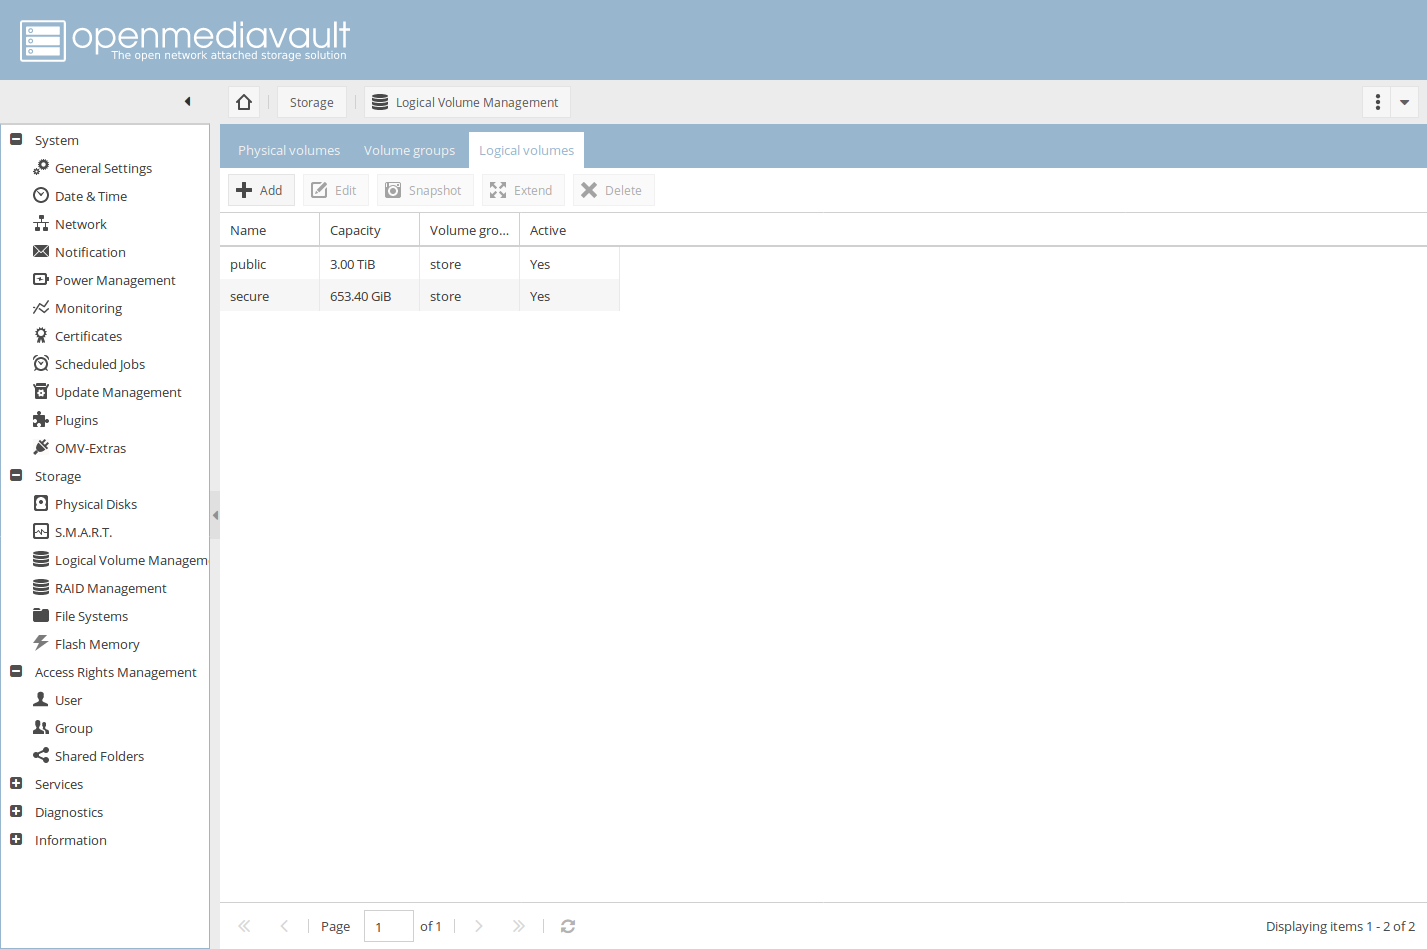 openmediavault
The open network attached storage solution
Storage
Logical Volume Management
System
General Settings
Date & Time
Network
Notification
Power Management
Monitoring
Certificates
Scheduled Jobs
Update Management
Plugins
OMV-Extras
Storage
Physical Disks
S.M.A.R.T.
Logical Volume Managem
RAID Management
File Systems
Flash Memory
Access Rights Management
User
Group
Shared Folders
Services
Diagnostics
Information
Physical volumes Volume groups Logical volumes
Add Edit Snapshot Extend Delete
Name Capacity Volume gro... Active
public 3.00 TiB store Yes
secure 653.40 GiB store Yes
Page 1 of 1 Displaying items 1 - 2 of 2